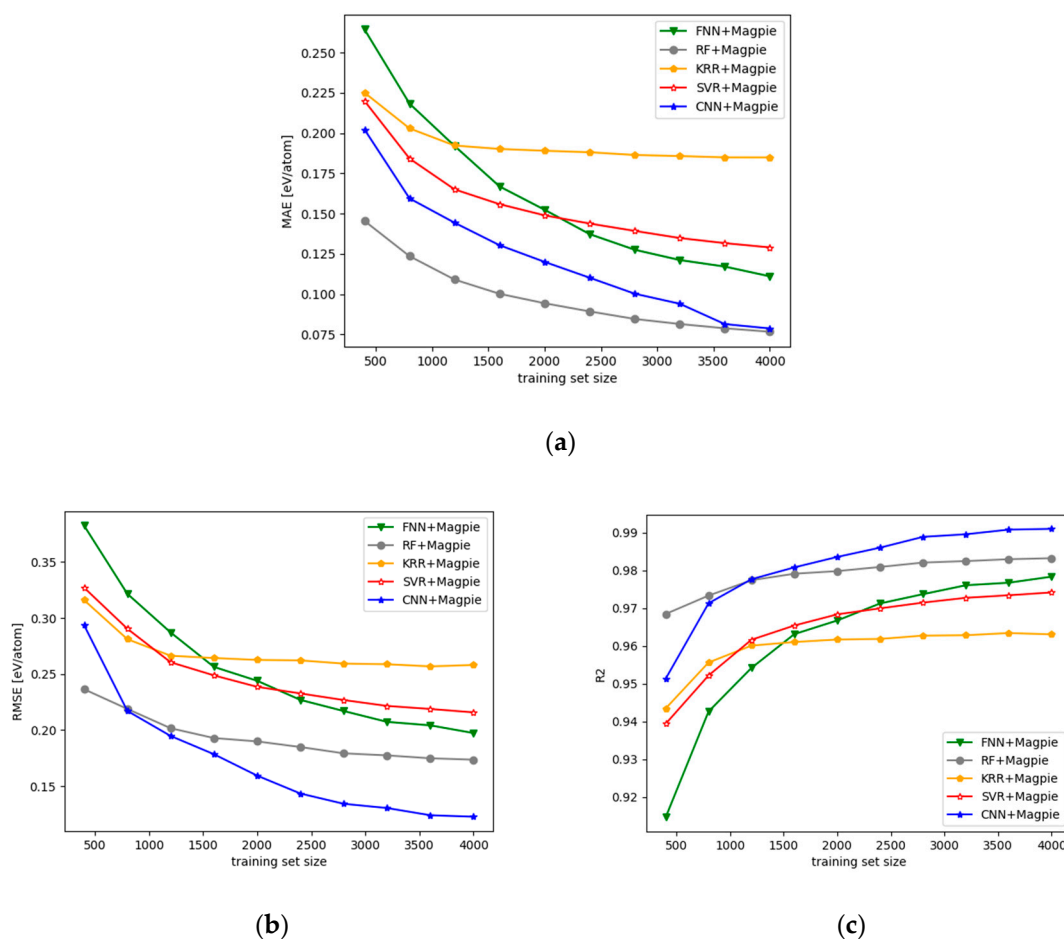 FNN+Magpie
RF+Magpie
KRR+Magpie
SVR+Magpie
CNN+Magpie
0.250
0.225
0.200
0.175
0.150
0.125
0.100
0.075
MAE [eV/atom]
500 1000 1500 2000 2500 3000 3500 4000
training set size
(a)
FNN+Magpie
RF+Magpie
KRR+Magpie
SVR+Magpie
CNN+Magpie
0.35
0.30
0.25
0.20
0.15
RMSE [eV/atom]
500 1000 1500 2000 2500 3000 3500 4000
training set size
(b)
0.99
0.98
0.97
0.96
0.95
0.94
0.93
0.92
R2
FNN+Magpie
RF+Magpie
KRR+Magpie
SVR+Magpie
CNN+Magpie
500 1000 1500 2000 2500 3000 3500 4000
training set size
(c)